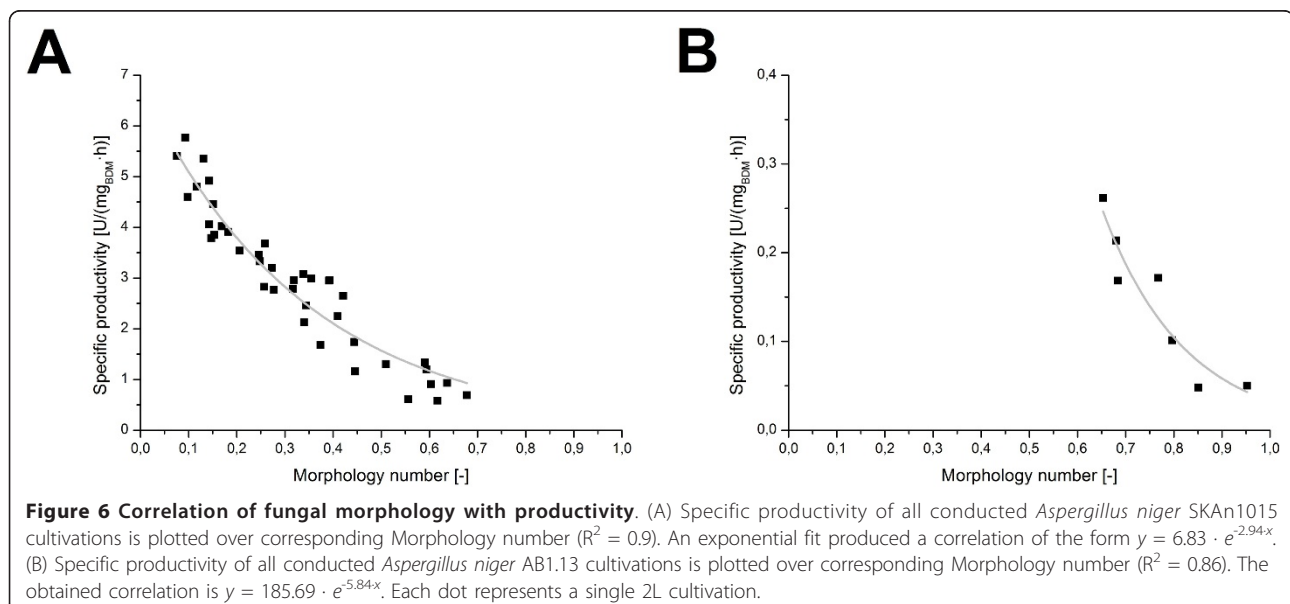 A
B
7
6
5
4
3
2
1
0
Specific productivity [U/(mg_BDM·h)]
0,0 0,1 0,2 0,3 0,4 0,5 0,6 0,7 0,8 0,9 1,0
Morphology number [-]
0,4
0,3
0,2
0,1
0,0
Specific productivity [U/(mg_BDM·h)]
0,0 0,1 0,2 0,3 0,4 0,5 0,6 0,7 0,8 0,9 1,0
Morphology number [-]
Figure 6 Correlation of fungal morphology with productivity. (A) Specific productivity of all conducted Aspergillus niger SKAn1015
cultivations is plotted over corresponding Morphology number (R² = 0.9). An exponential fit produced a correlation of the form y = 6.83 · e^-2.94·x.
(B) Specific productivity of all conducted Aspergillus niger AB1.13 cultivations is plotted over corresponding Morphology number (R² = 0.86). The
obtained correlation is y = 185.69 · e^-5.84·x. Each dot represents a single 2L cultivation.